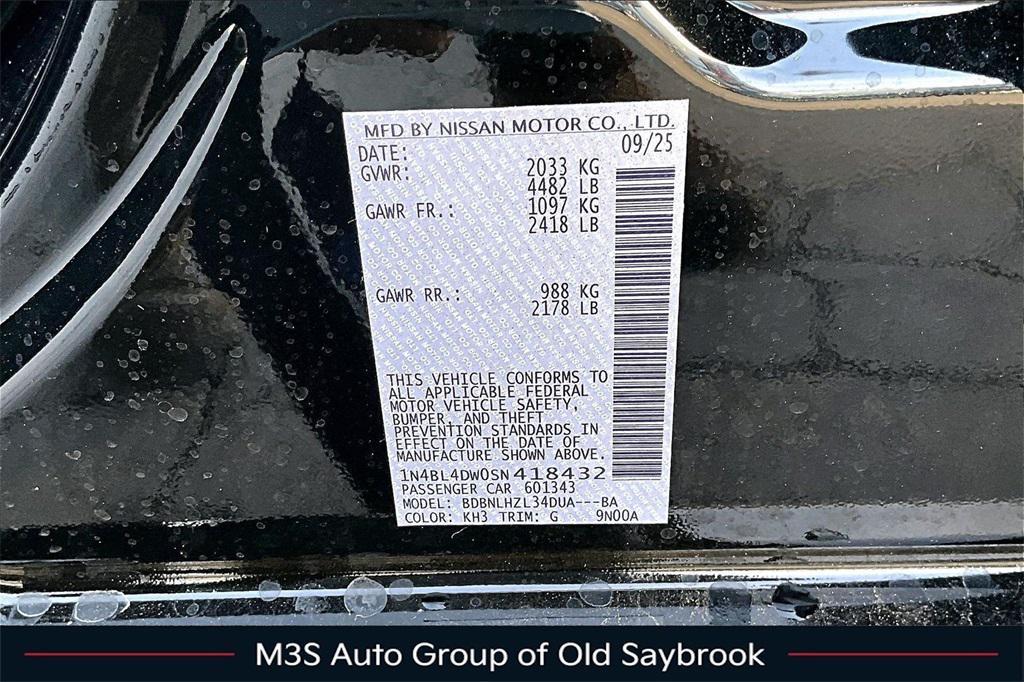 MFD BY NISSAN MOTOR CO., LTD.
DATE: 09/25
GVWR: 2033 KG
4482 LB
GAWR FR.: 1097 KG
2418 LB
GAWR RR.: 988 KG
2178 LB
THIS VEHICLE CONFORMS TO
ALL APPLICABLE FEDERAL
MOTOR VEHICLE SAFETY,
BUMPER, AND THEFT
PREVENTION STANDARDS IN
EFFECT ON THE DATE OF
MANUFACTURE SHOWN ABOVE.
1N4BL4DW0SN418432
PASSENGER CAR 601343
MODEL: BDBNLHZL34DUA---BA
COLOR: KH3 TRIM: G 9N00A
M3S Auto Group of Old Saybrook